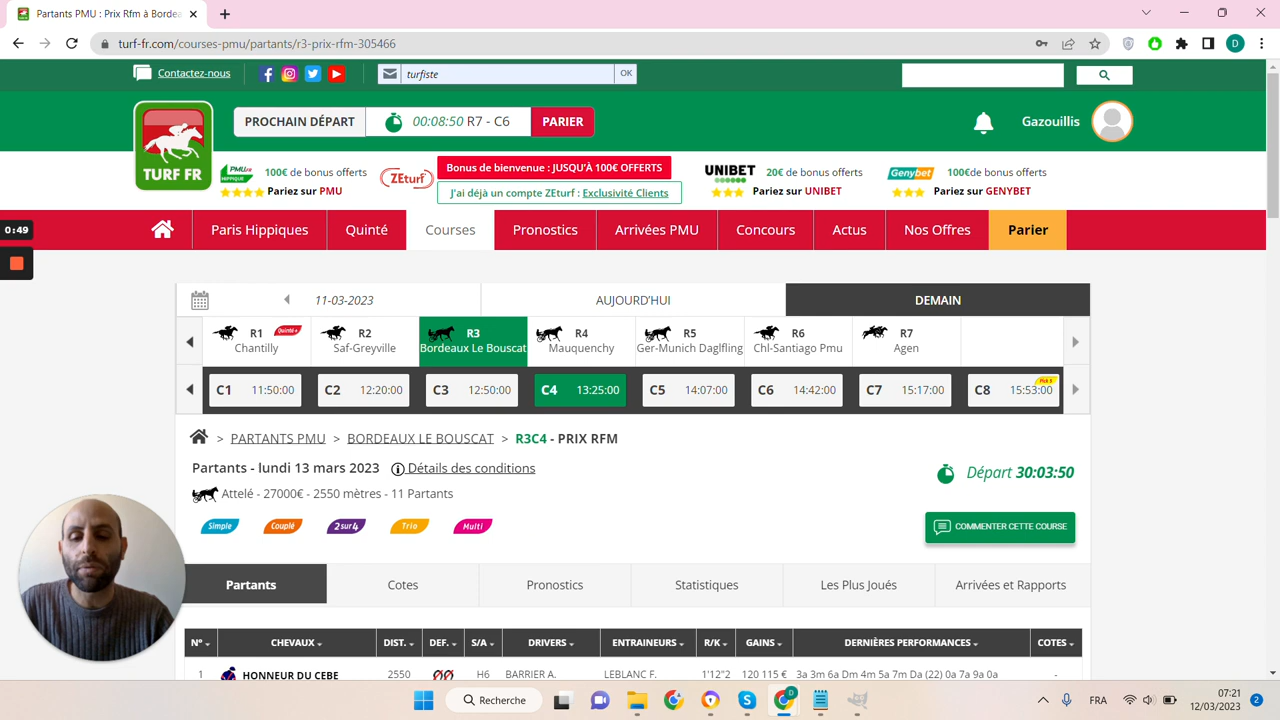 Partants PMU : Prix Rfm à Bordea
turf-fr.com/courses-pmu/partants/r3-prix-rfm-305466
D
Contactez-nous
turfiste
OK
TURF FR
PROCHAIN DÉPART
00:08:50 R7 - C6
PARIER
Gazouillis
PMU.fr HIPPIQUE
100€ de bonus offerts
Pariez sur PMU
ZEturf
Bonus de bienvenue : JUSQU'À 100€ OFFERTS
J'ai déjà un compte ZEturf : Exclusivité Clients
UNIBET
20€ de bonus offerts
Pariez sur UNIBET
Genybet
100€de bonus offerts
Pariez sur GENYBET
0:49
Paris Hippiques
Quinté
Courses
Pronostics
Arrivées PMU
Concours
Actus
Nos Offres
Parier
11-03-2023
AUJOURD'HUI
DEMAIN
R1 Quinté+
Chantilly
R2
Saf-Greyville
R3
Bordeaux Le Bouscat
R4
Mauquenchy
R5
Ger-Munich Daglfing
R6
Chl-Santiago Pmu
R7
Agen
C1 11:50:00
C2 12:20:00
C3 12:50:00
C4 13:25:00
C5 14:07:00
C6 14:42:00
C7 15:17:00
C8 15:53:00
> PARTANTS PMU > BORDEAUX LE BOUSCAT > R3C4 - PRIX RFM
Partants - lundi 13 mars 2023 Détails des conditions
Départ 30:03:50
Attelé - 27000€ - 2550 mètres - 11 Partants
Simple
Couplé
2sur4
Trio
Multi
COMMENTER CETTE COURSE
Partants
Cotes
Pronostics
Statistiques
Les Plus Joués
Arrivées et Rapports
N° CHEVAUX DIST. DEF. S/A DRIVERS ENTRAINEURS R/K GAINS DERNIÈRES PERFORMANCES COTES
1 HONNEUR DU CEBE 2550 H6 BARRIER A. LEBLANC F. 1'12"2 120 115 € 3a 3m 6a Dm 4m 5a 7m Da (22) 0a 7a 9a 0a -
Recherche
D
FRA
07:21
12/03/2023
2